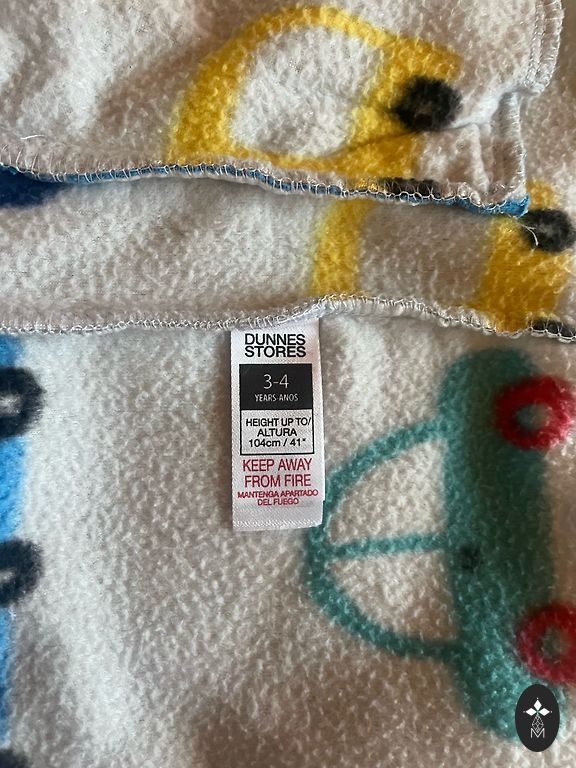 DUNNES
STORES
3-4
YEARS-ANOS
HEIGHT UP TO/
ALTURA
104cm / 41"
KEEP AWAY
FROM FIRE
MANTENGA APARTADO
DEL FUEGO
M